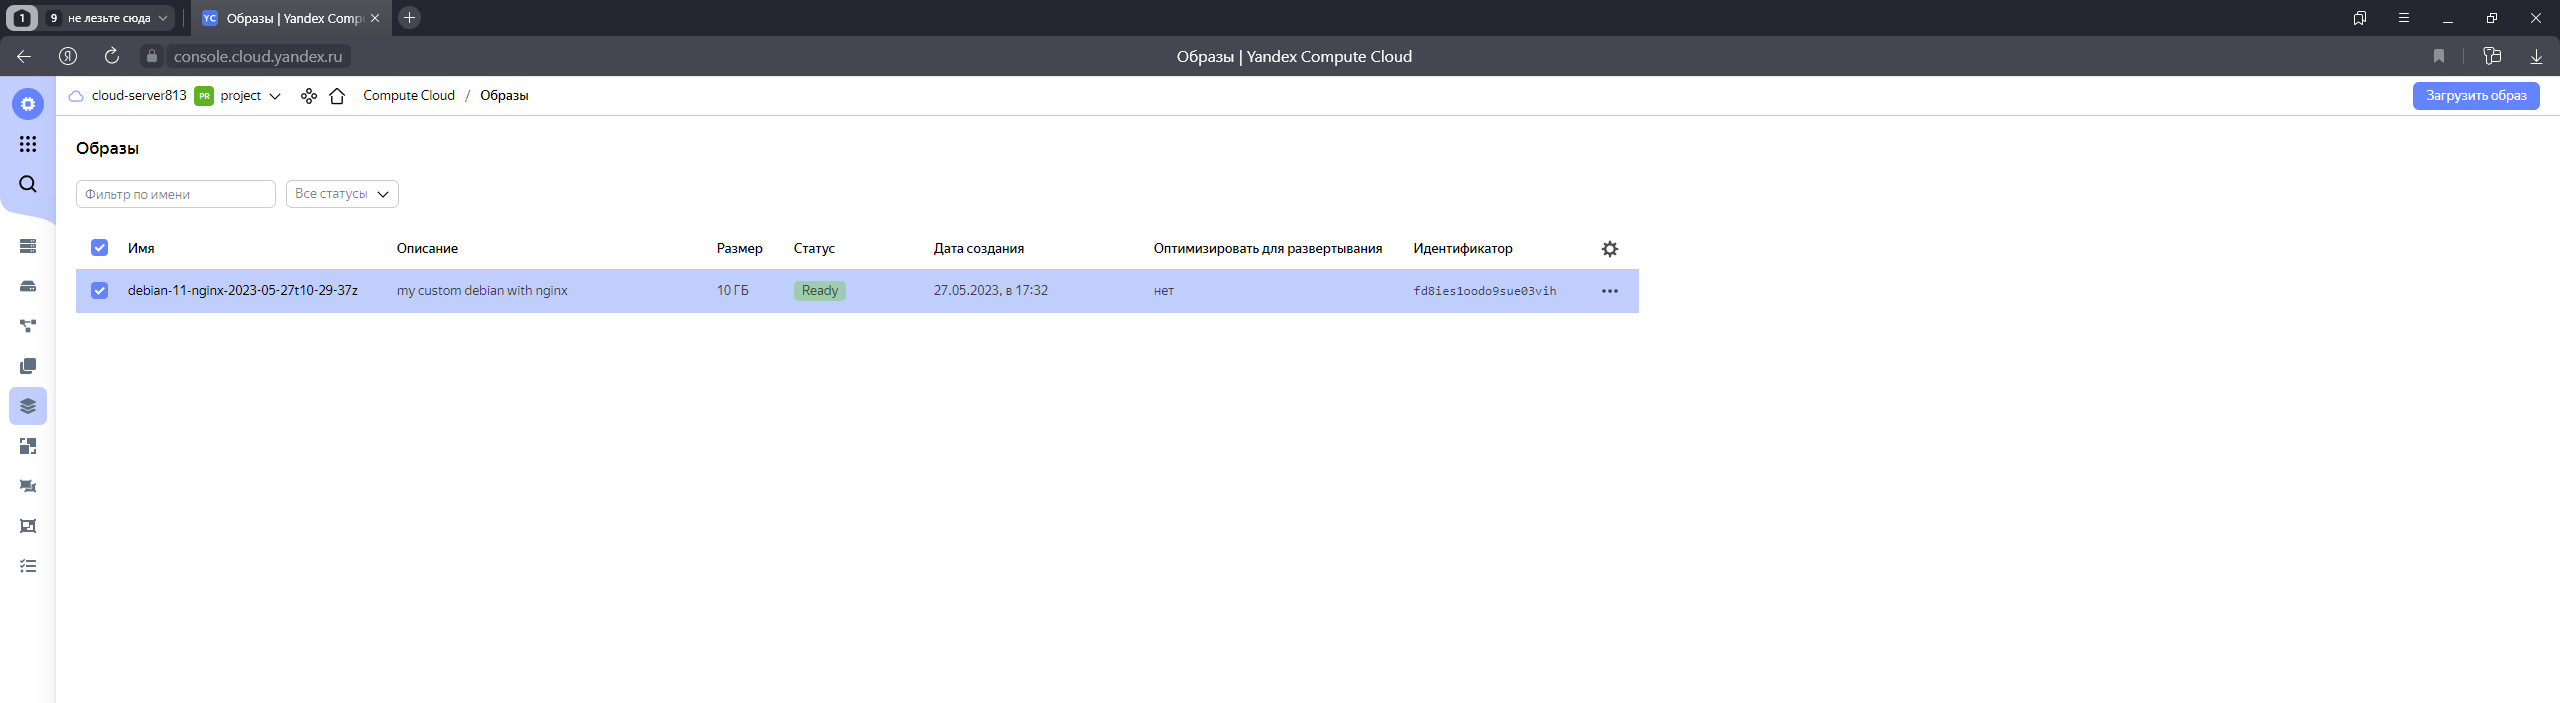 1 9 не лезьте сюда YC Образы | Yandex Comp
Я console.cloud.yandex.ru Образы | Yandex Compute Cloud
cloud-server813 PR project Compute Cloud / Образы Загрузить образ
Образы
Фильтр по имени Все статусы
Имя Описание Размер Статус Дата создания Оптимизировать для развертывания Идентификатор
debian-11-nginx-2023-05-27t10-29-37z my custom debian with nginx 10 ГБ Ready 27.05.2023, в 17:32 нет fd8ies1oodo9sue03vih